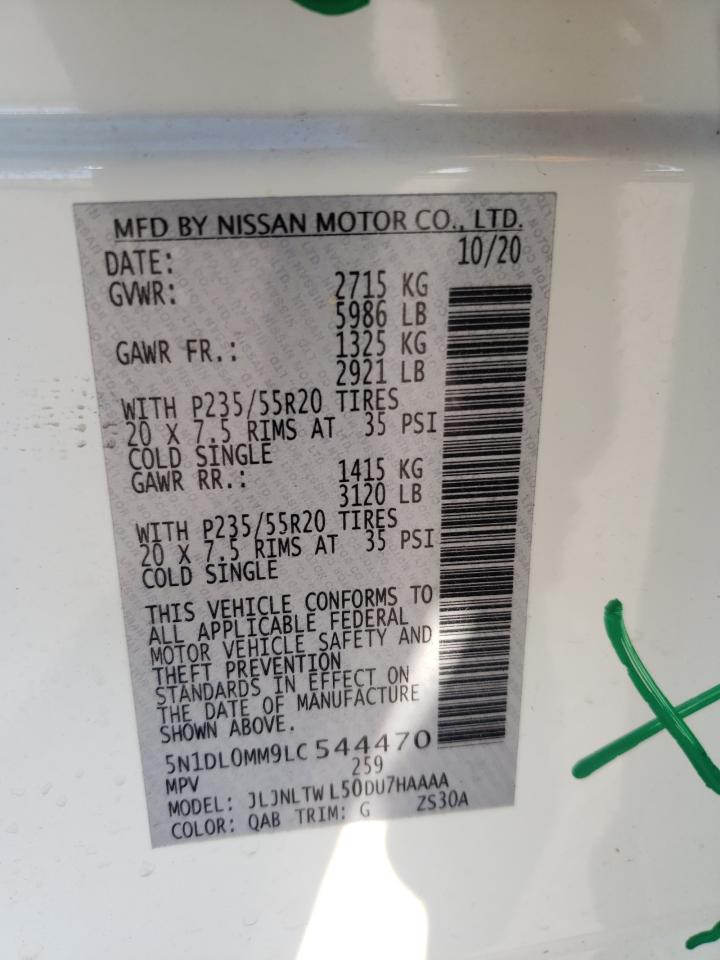 MFD BY NISSAN MOTOR CO., LTD.
DATE: 10/20
GVWR: 2715 KG
5986 LB
GAWR FR.: 1325 KG
2921 LB
WITH P235/55R20 TIRES
20 X 7.5 RIMS AT 35 PSI
COLD SINGLE
GAWR RR.: 1415 KG
3120 LB
WITH P235/55R20 TIRES
20 X 7.5 RIMS AT 35 PSI
COLD SINGLE
THIS VEHICLE CONFORMS TO
ALL APPLICABLE FEDERAL
MOTOR VEHICLE SAFETY AND
THEFT PREVENTION
STANDARDS IN EFFECT ON
THE DATE OF MANUFACTURE
SHOWN ABOVE.
5N1DL0MM9LC 544470
MPV 259
MODEL: JLJNLTW L50DU7HAAAA
COLOR: QAB TRIM: G ZS30A